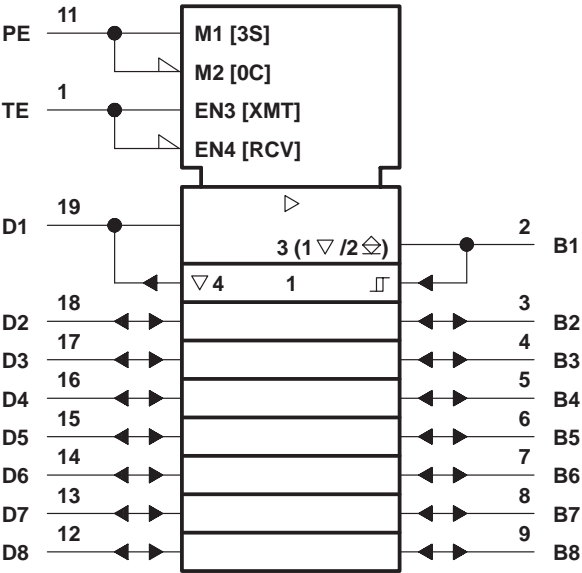 11
PE M1 [3S]
M2 [0C]
1
TE EN3 [XMT]
EN4 [RCV]
19
D1 2
3 (1 ▽ /2 ⎒) B1
▽ 4 1
18 3
D2 B2
17 4
D3 B3
16 5
D4 B4
15 6
D5 B5
14 7
D6 B6
13 8
D7 B7
12 9
D8 B8